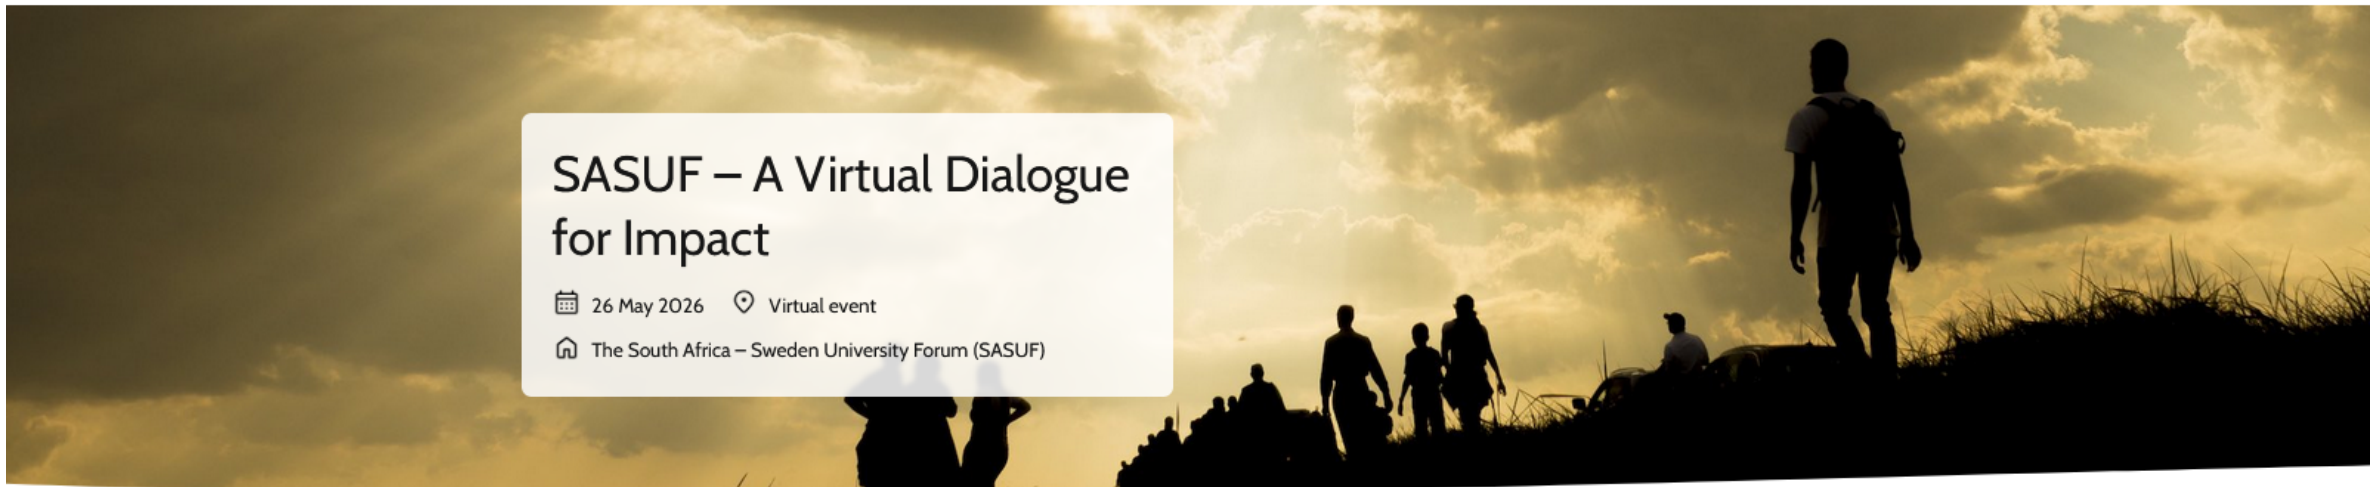 SASUF – A Virtual Dialogue
for Impact
26 May 2026 Virtual event
The South Africa – Sweden University Forum (SASUF)